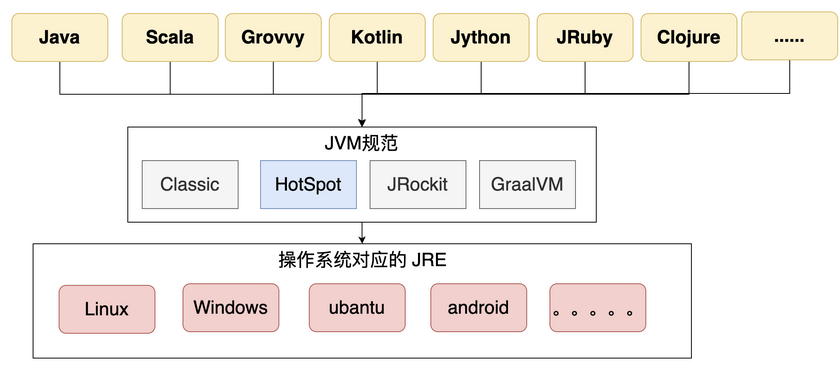 Java
Scala
Grovvy
Kotlin
Jython
JRuby
Clojure
......
JVM规范
Classic
HotSpot
JRockit
GraalVM
操作系统对应的 JRE
Linux
Windows
ubantu
android
。。。。。